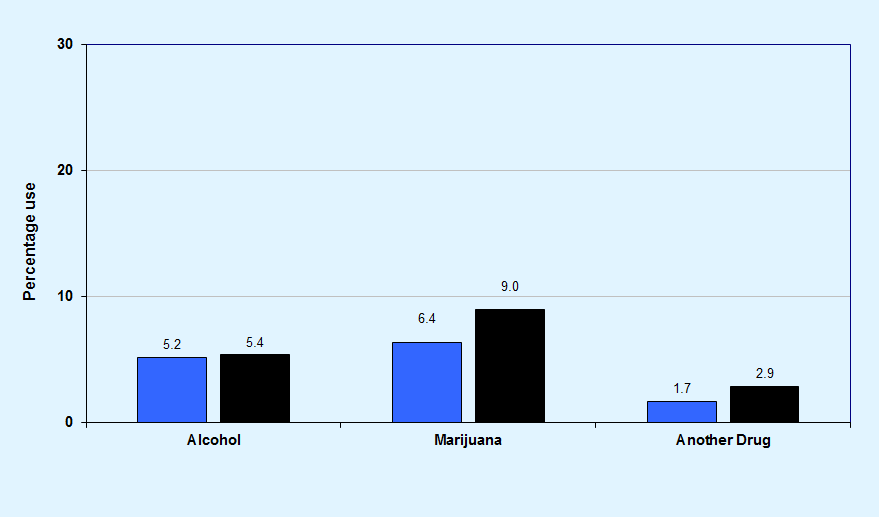 30
20
10
0
Percentage use
5.2
5.4
6.4
9.0
1.7
2.9
Alcohol
Marijuana
Another Drug